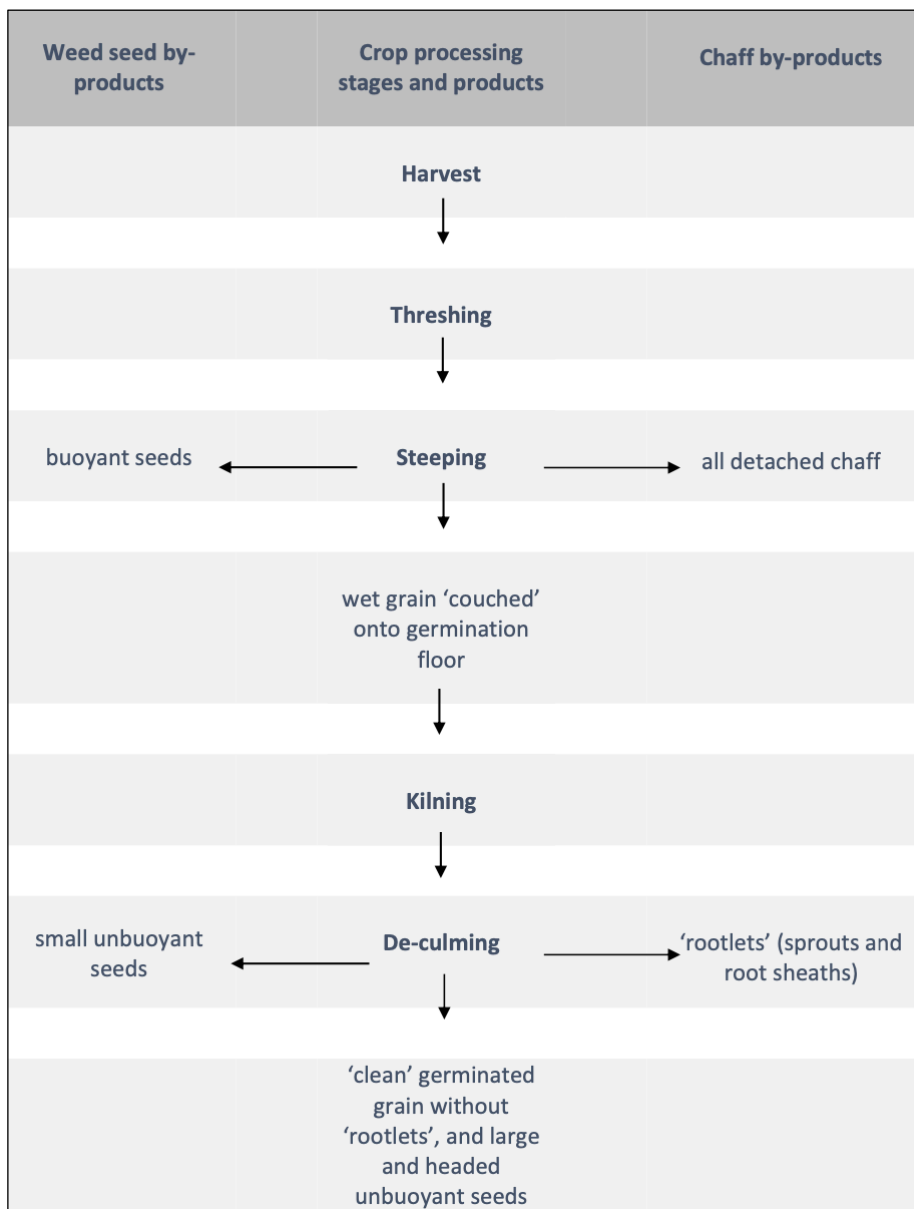 Weed seed by-
products
Crop processing
stages and products
Chaff by-products
Harvest
Threshing
buoyant seeds
Steeping
all detached chaff
wet grain ‘couched’
onto germination
floor
Kilning
small unbuoyant
seeds
De-culming
‘rootlets’ (sprouts and
root sheaths)
‘clean’ germinated
grain without
‘rootlets’, and large
and headed
unbuoyant seeds